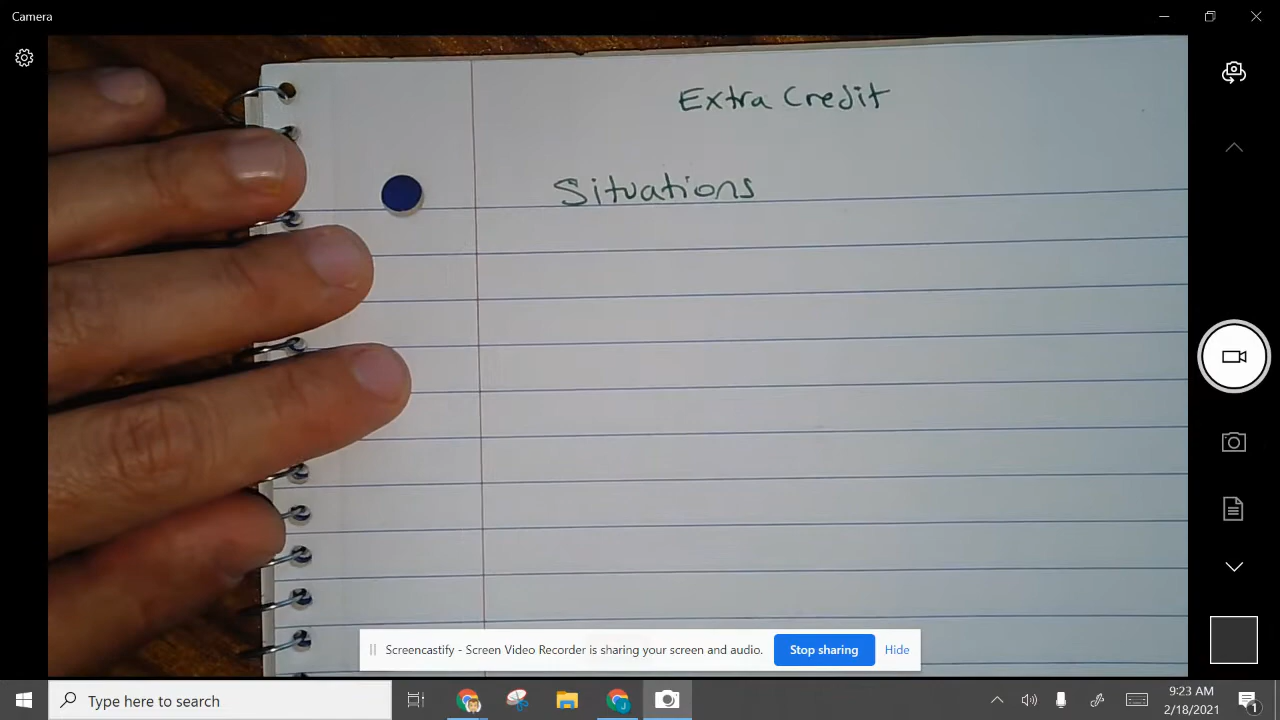 Camera
Extra Credit
Situations
Screencastify - Screen Video Recorder is sharing your screen and audio.
Stop sharing
Hide
Type here to search
9:23 AM
2/18/2021
1